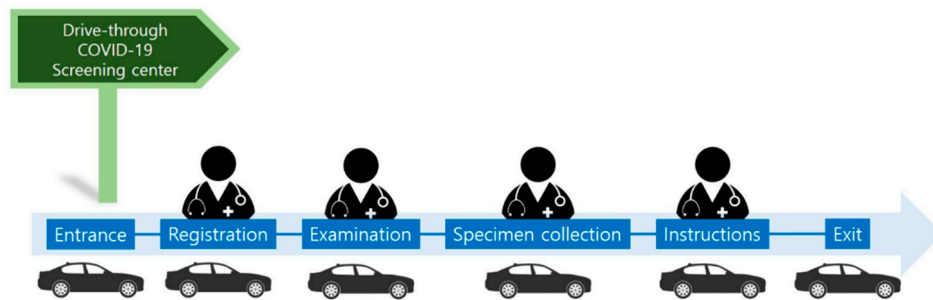 Drive-through
COVID-19
Screening center
Entrance
Registration
Examination
Specimen collection
Instructions
Exit